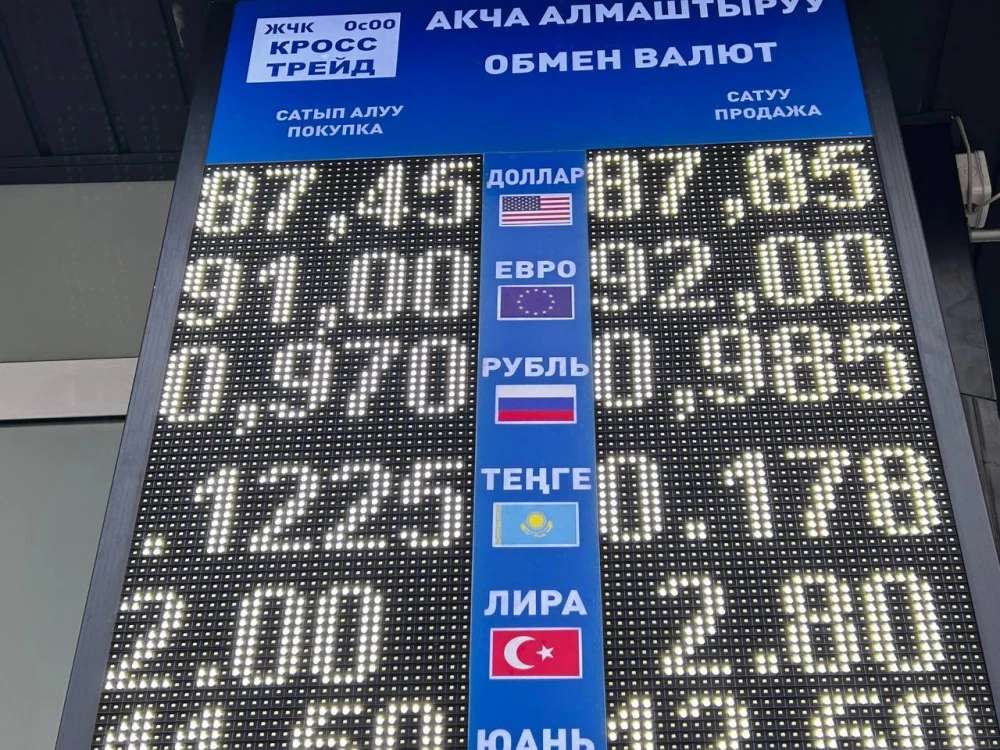 ЖЧК ОсОО
КРОСС
ТРЕЙД
АКЧА АЛМАШТЫРУУ
ОБМЕН ВАЛЮТ
САТЫП АЛУУ
ПОКУПКА
САТУУ
ПРОДАЖА
87,45 ДОЛЛАР 87,85
91,00 ЕВРО 92,00
0,970 РУБЛЬ 0,985
.1225 ТЕҢГЕ 0.178
2.00 ЛИРА 2.80
ЮАНЬ